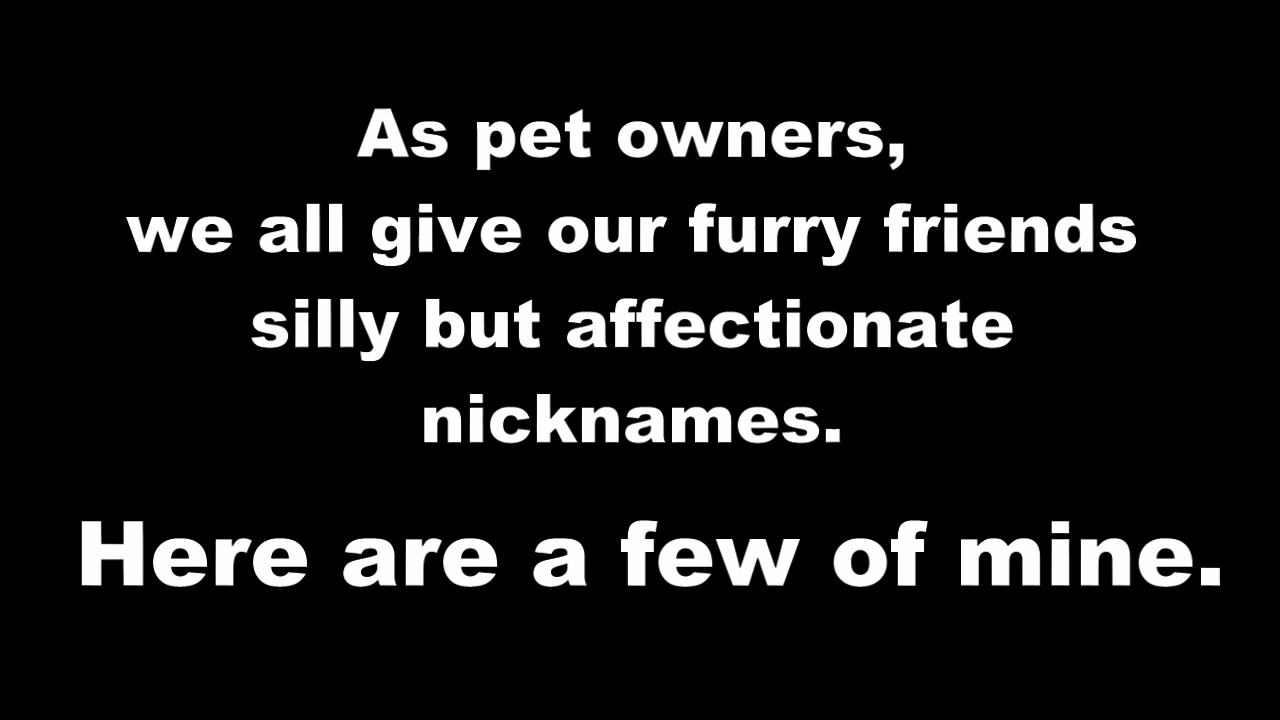 As pet owners,
we all give our furry friends
silly but affectionate
nicknames.
Here are a few of mine.